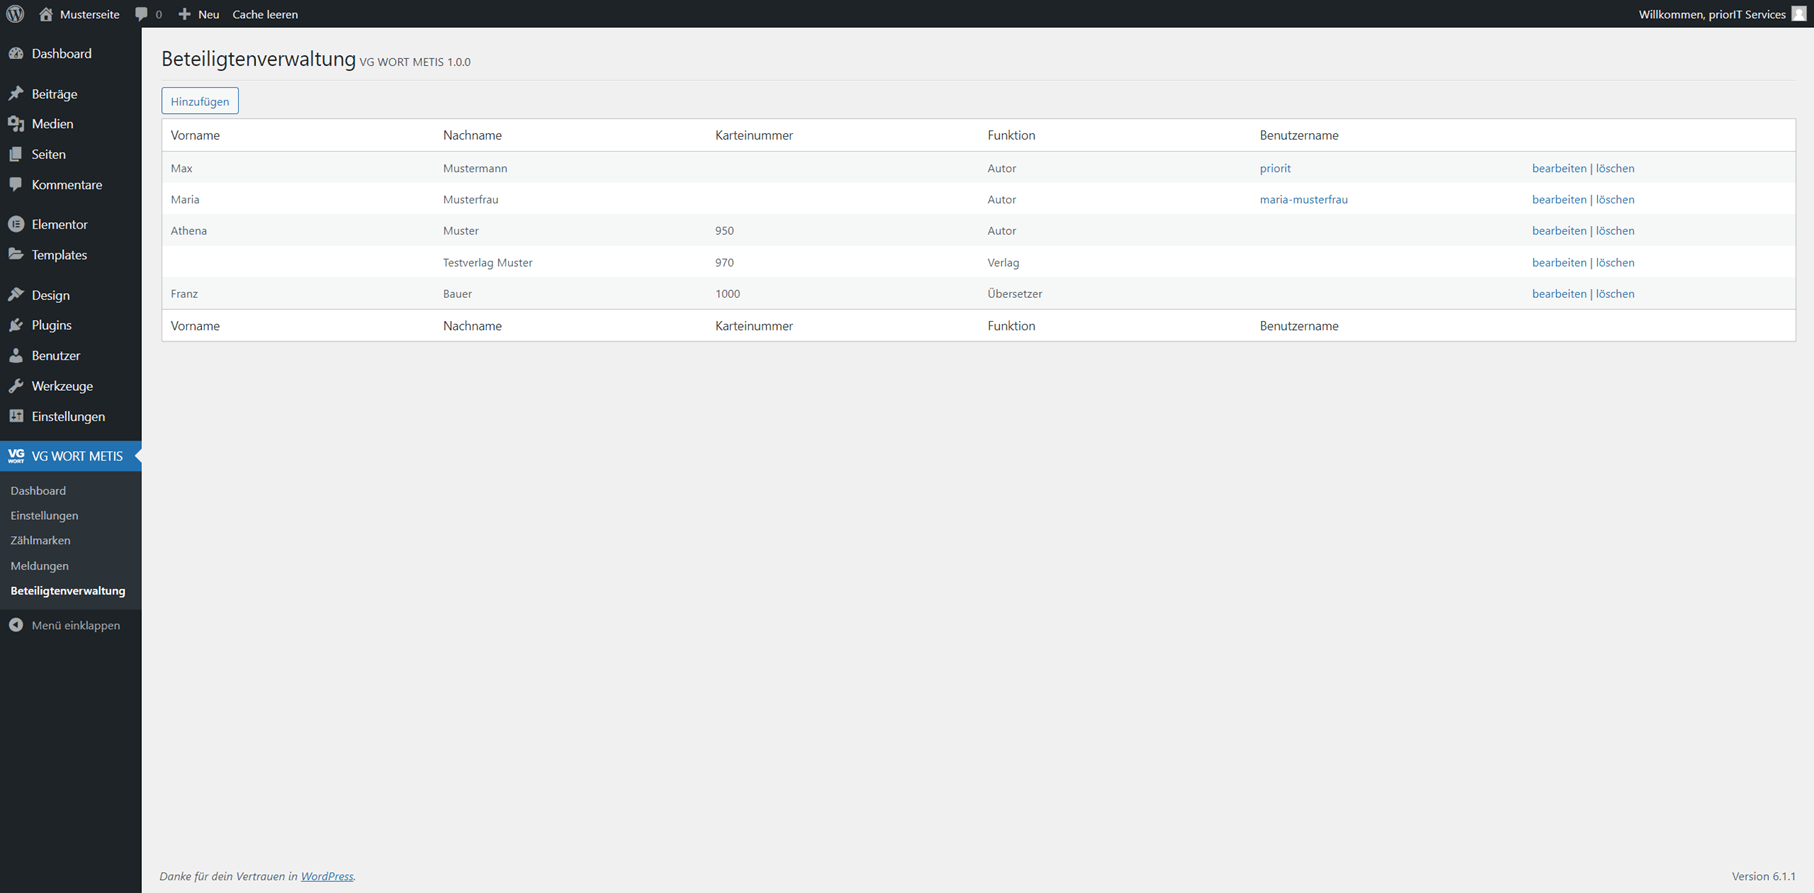 Musterseite 0 Neu Cache leeren Willkommen, priorIT Services
Dashboard
Beiträge
Medien
Seiten
Kommentare
Elementor
Templates
Design
Plugins
Benutzer
Werkzeuge
Einstellungen
VG WORT VG WORT METIS
Dashboard
Einstellungen
Zählmarken
Meldungen
Beteiligtenverwaltung
Menü einklappen
Beteiligtenverwaltung VG WORT METIS 1.0.0
Hinzufügen
Vorname Nachname Karteinummer Funktion Benutzername
Max Mustermann Autor priorit bearbeiten | löschen
Maria Musterfrau Autor maria-musterfrau bearbeiten | löschen
Athena Muster 950 Autor bearbeiten | löschen
Testverlag Muster 970 Verlag bearbeiten | löschen
Franz Bauer 1000 Übersetzer bearbeiten | löschen
Vorname Nachname Karteinummer Funktion Benutzername
Danke für dein Vertrauen in WordPress. Version 6.1.1